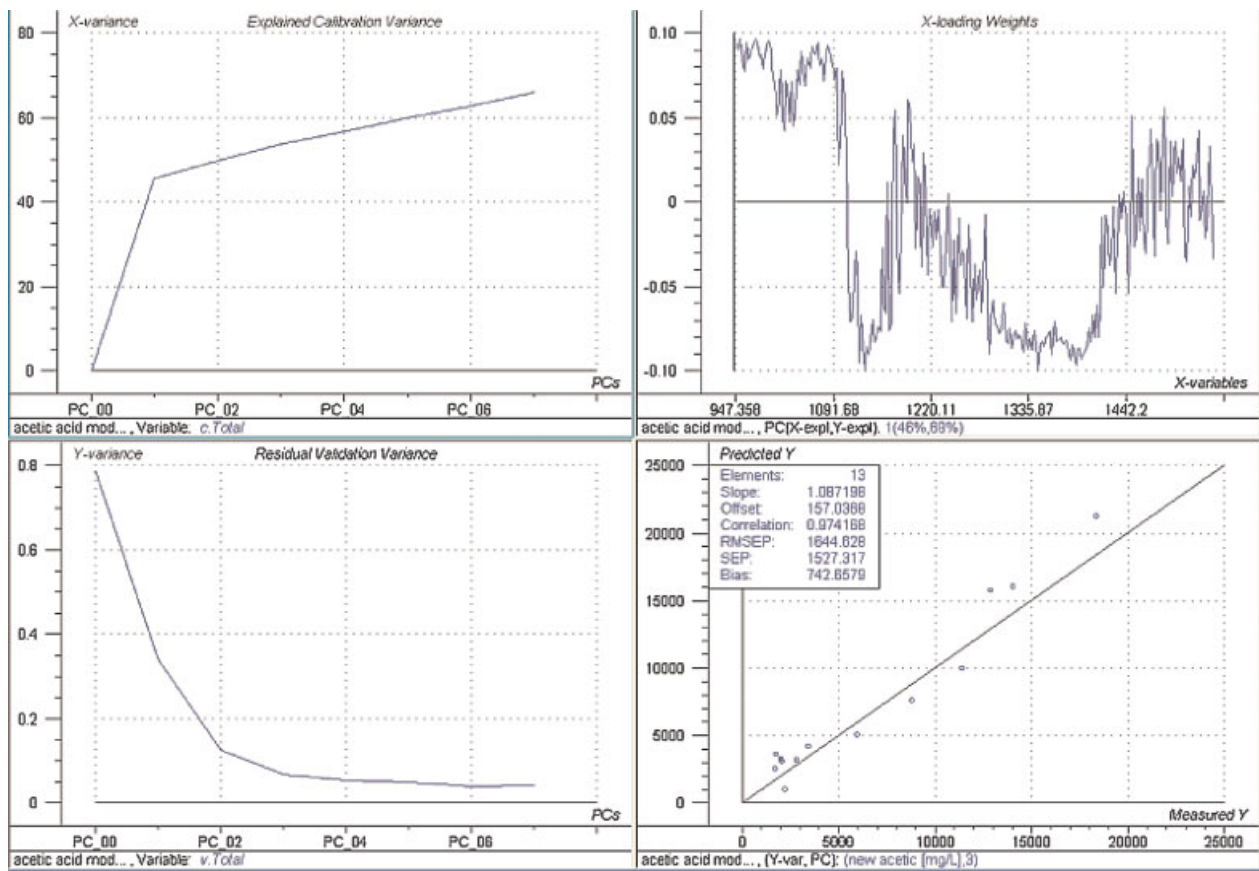 X-variance Explained Calibration Variance
80
60
40
20
0
PCs
PC_00 PC_02 PC_04 PC_06
acetic acid mod... , Variable: c.Total
X-loading Weights
0.10
0.05
0
-0.05
-0.10
X-variables
947.358 1091.68 1220.11 1335.87 1442.2
acetic acid mod... , PC(X-expl,Y-expl): 1(46%,69%)
Y-variance Residual Validation Variance
0.8
0.6
0.4
0.2
0
PCs
PC_00 PC_02 PC_04 PC_06
acetic acid mod... , Variable: v.Total
Predicted Y
25000
Elements: 13
Slope: 1.087198
Offset: 157.0368
Correlation: 0.974168
RMSEP: 1644.628
SEP: 1527.317
Bias: 742.6579
20000
15000
10000
5000
0
Measured Y
0 5000 10000 15000 20000 25000
acetic acid mod... , (Y-var, PC): (new acetic [mg/L],3)